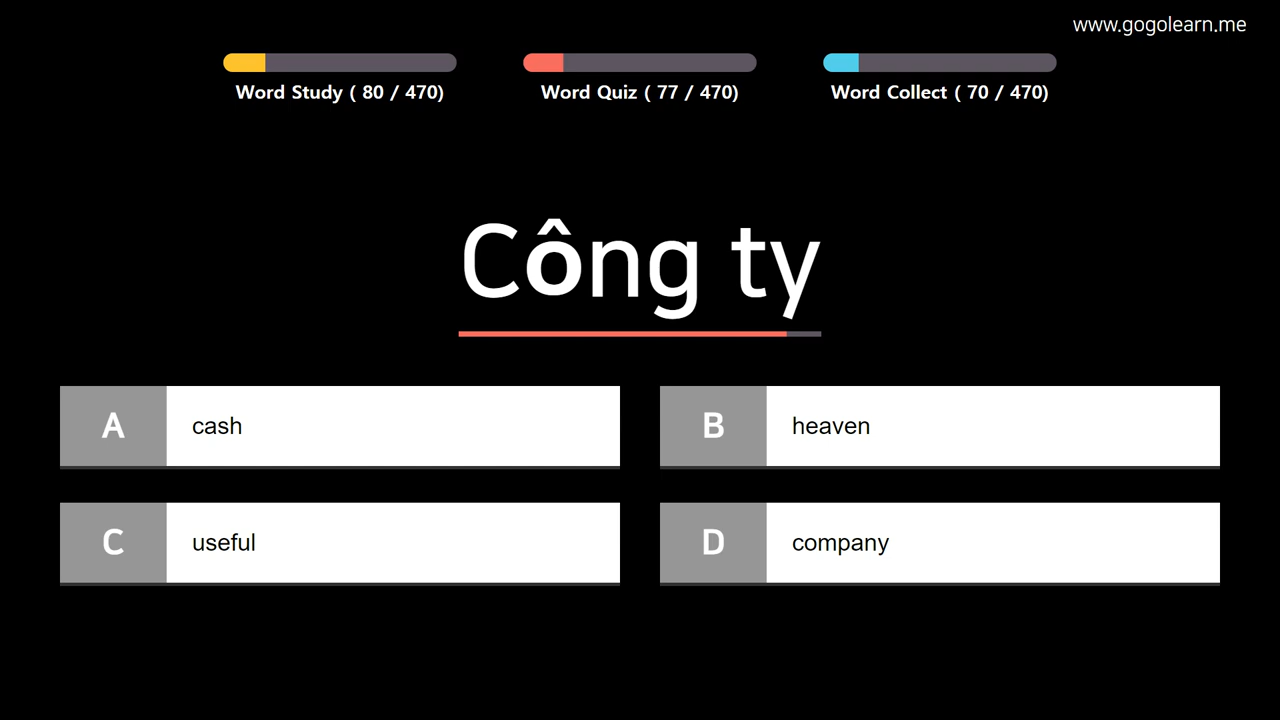 www.gogolearn.me
Word Study ( 80 / 470)
Word Quiz ( 77 / 470)
Word Collect ( 70 / 470)
Công ty
A cash
B heaven
C useful
D company